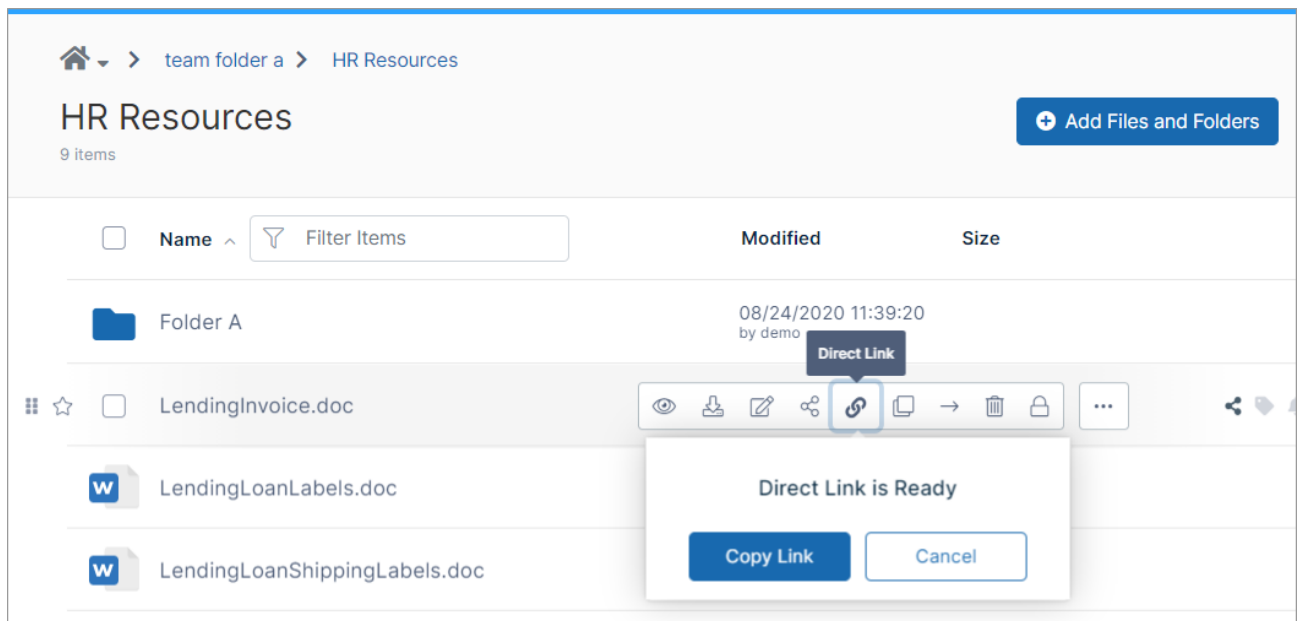 team folder a HR Resources
HR Resources
Add Files and Folders
9 items
Name Filter Items Modified Size
Folder A 08/24/2020 11:39:20
by demo
Direct Link
LendingInvoice.doc
W LendingLoanLabels.doc
Direct Link is Ready
Copy Link Cancel
W LendingLoanShippingLabels.doc